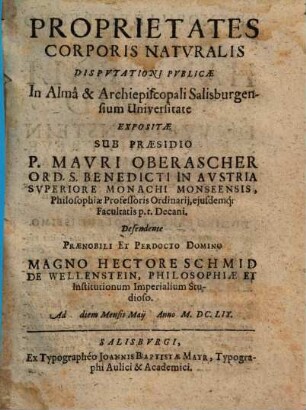 PROPRIETATES
CORPORIS NATVRALIS
DISPVTATIONJ PVBLICÆ
In Almâ & Archiepiscopali Salisburgen-
sium Universitate
EXPOSITÆ
SUB PRÆSIDIO
P. MAVRI OBERASCHER
ORD. S. BENEDICTI IN AVSTRIA
SVPERIORE MONACHI MONSEENSIS,
Philosophiæ Professoris Ordinarij, ejusdemq́;
Facultatis p.t. Decani.
Defendente
PRÆNOBILI ET PERDOCTO DOMINO
MAGNO HECTORE SCHMID
DE WELLENSTEIN, PHILOSOPHIÆ ET
Institutionum Imperialium Stu-
dioso.
Ad diem Mensis Maij Anno M. DC. LIX.
SALISBVRGI,
Ex Typographéo JOANNIS BAPTISTÆ MAYR, Typogra-
phi Aulici & Academici.